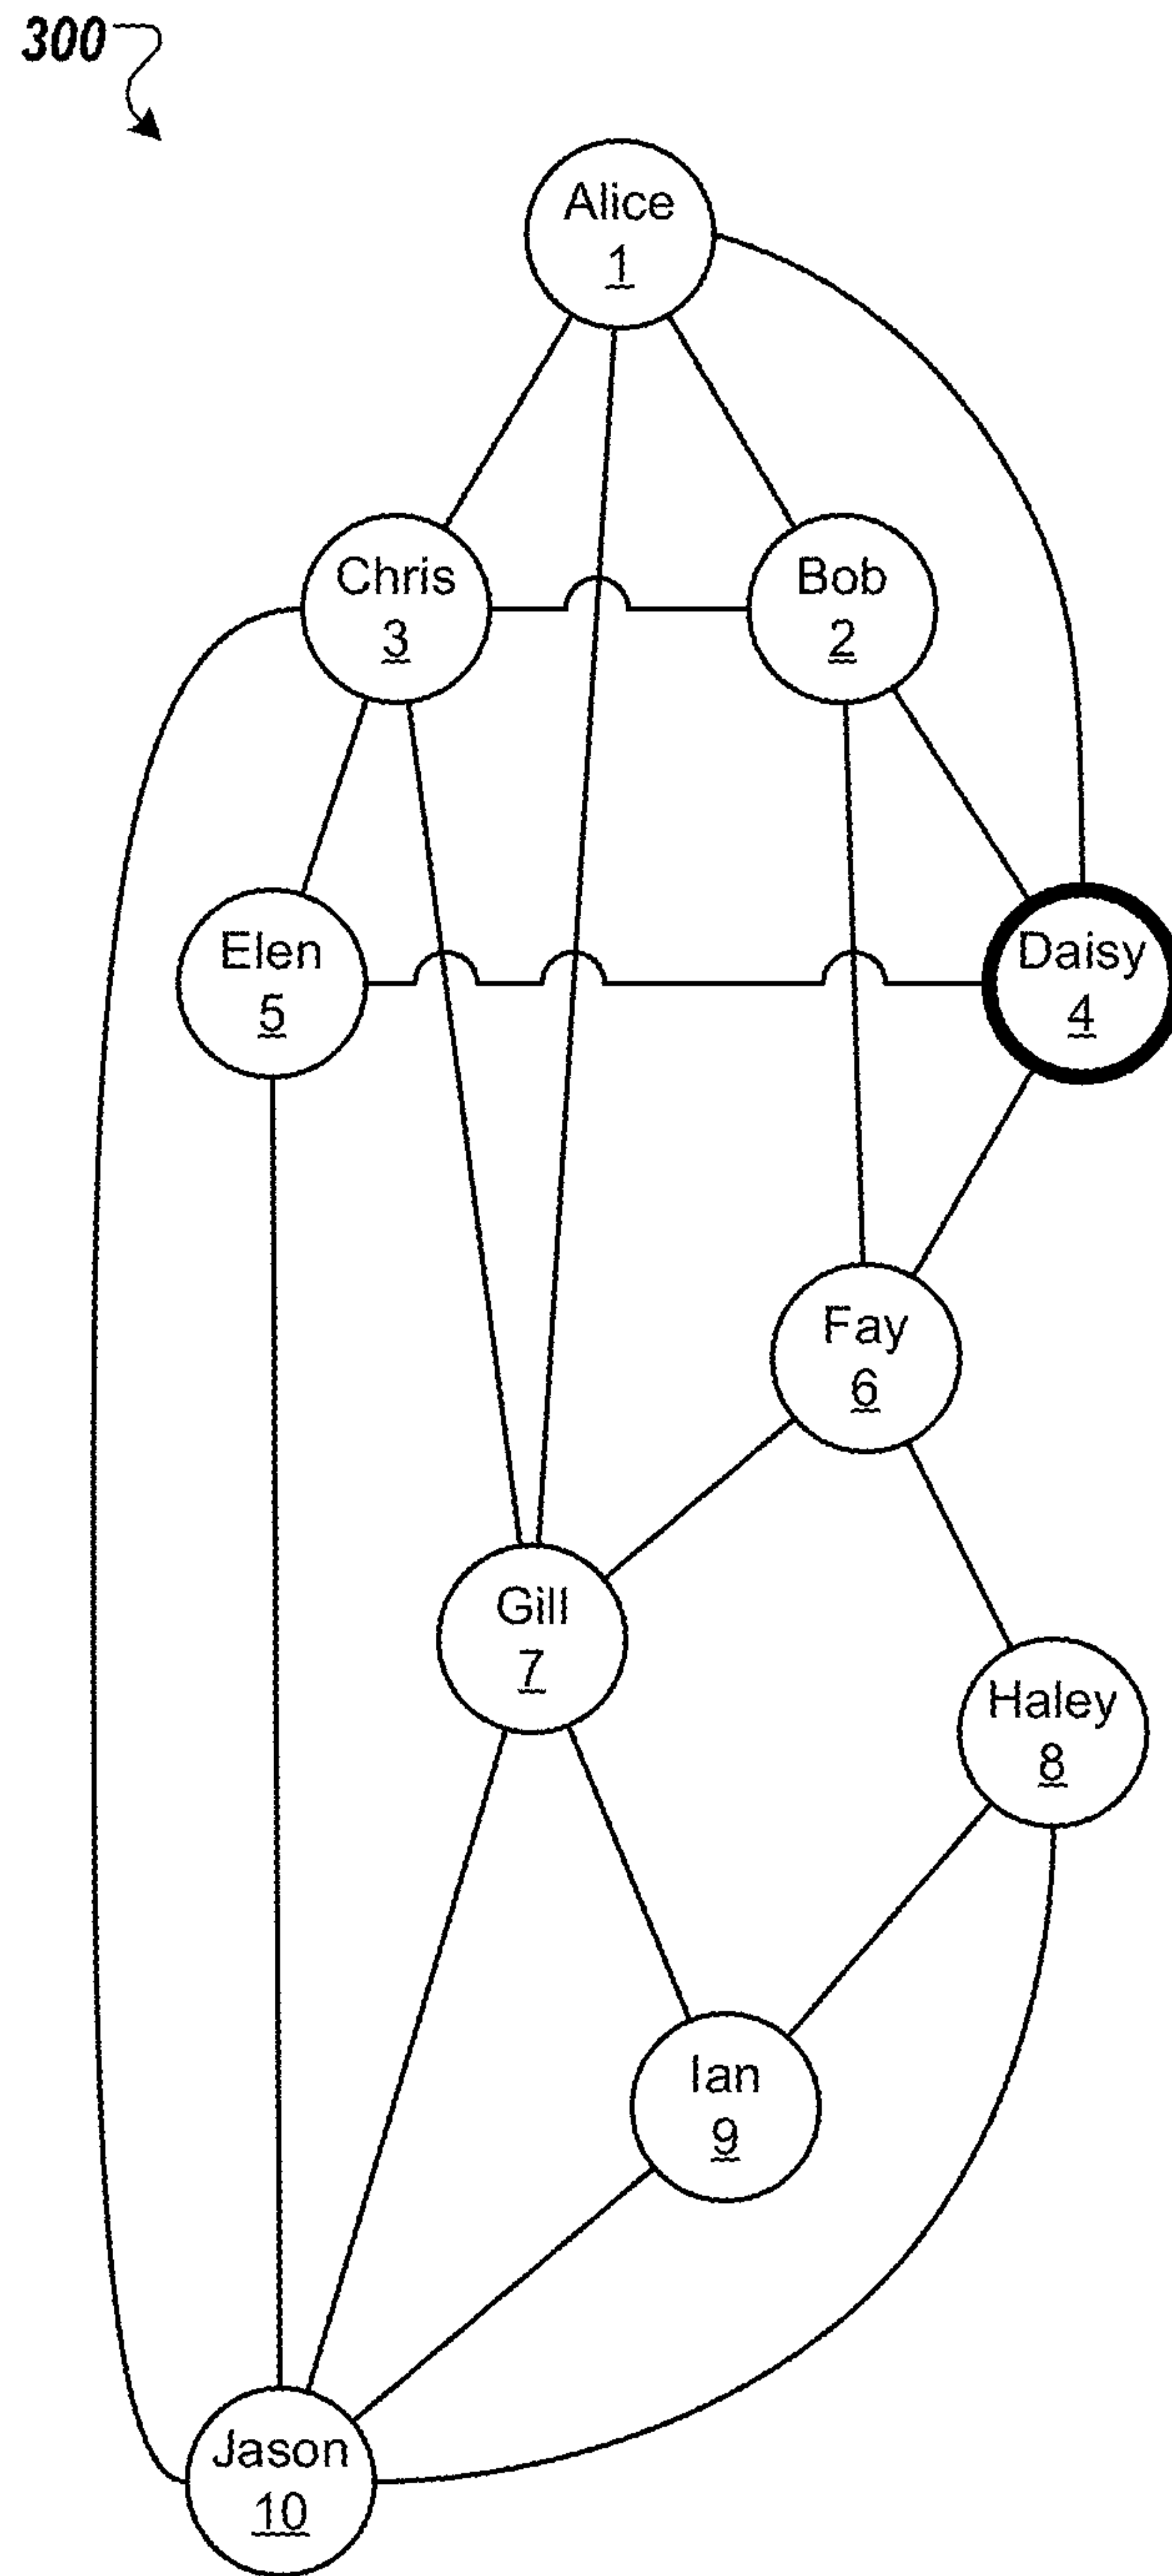 300
Alice
1
Chris
3
Bob
2
Elen
5
Daisy
4
Fay
6
Gill
7
Haley
8
Ian
9
Jason
10